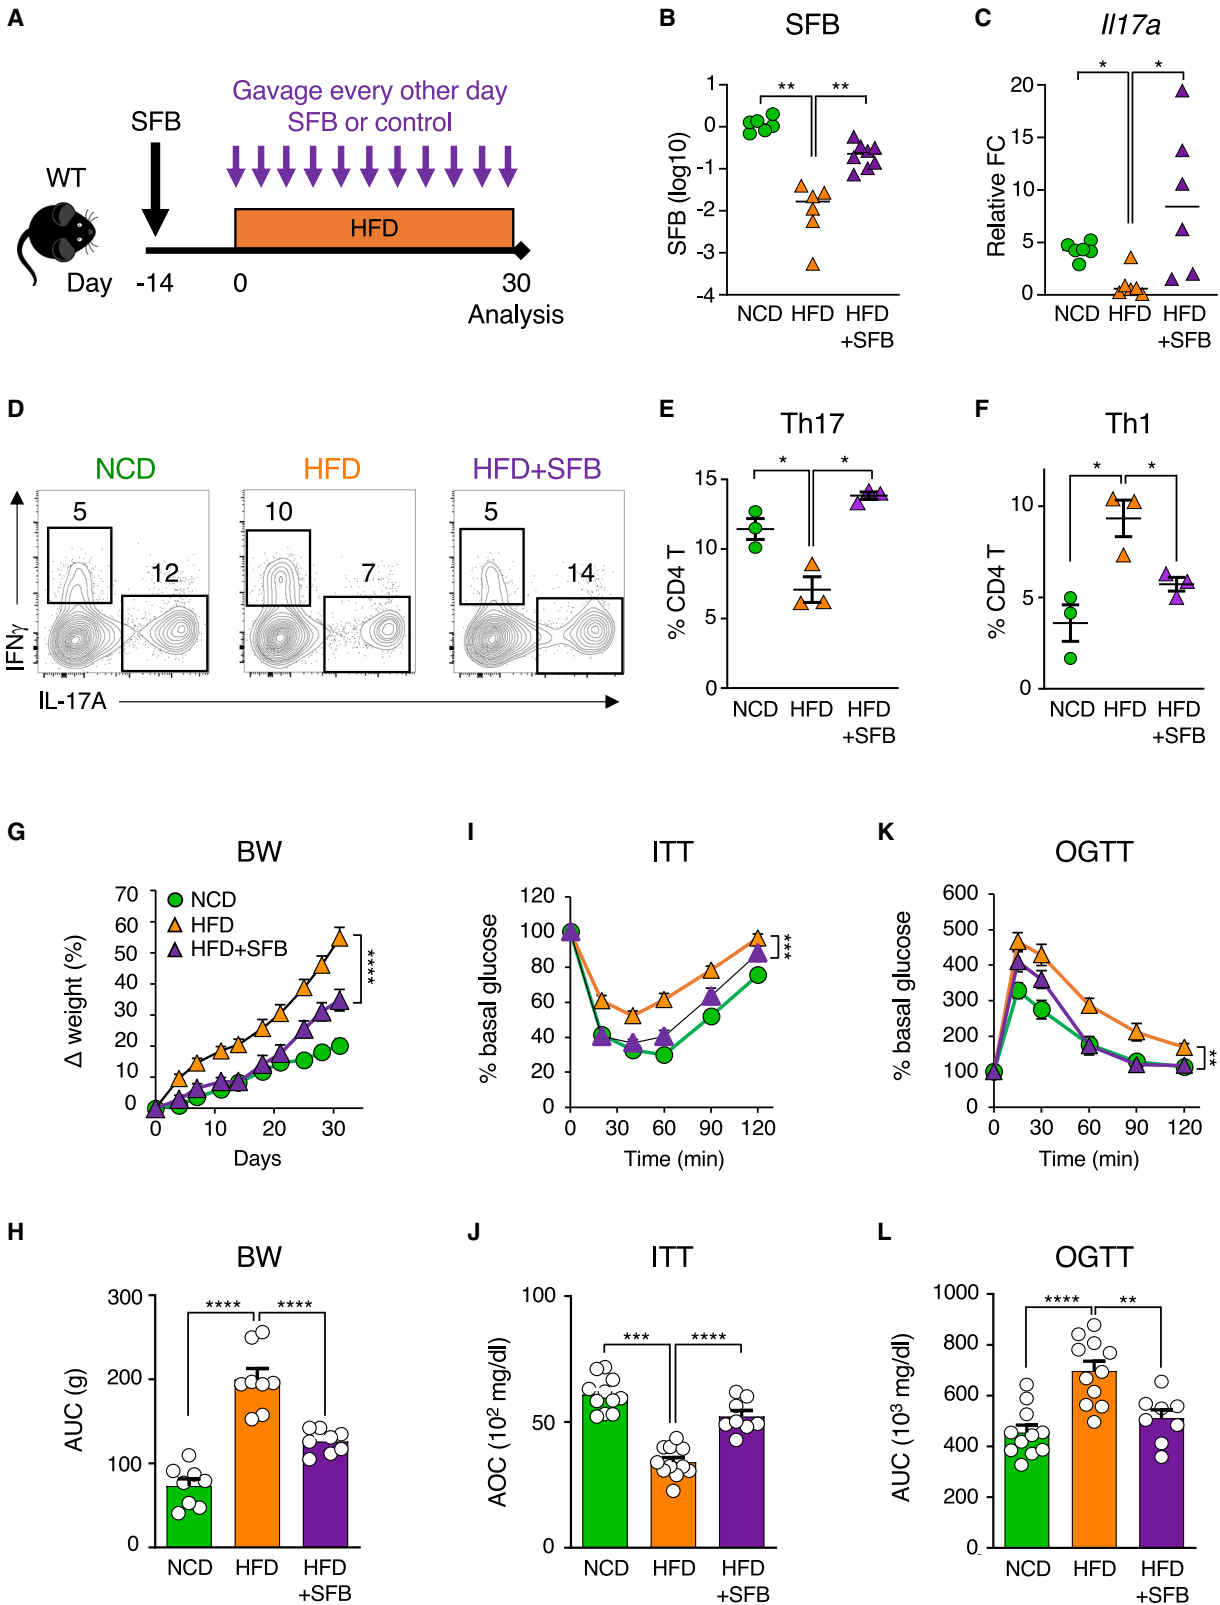 A
Gavage every other day
SFB or control
SFB
WT
HFD
Day -14 0 30
Analysis
B
SFB
** **
SFB (log10)
1
0
-1
-2
-3
-4
NCD HFD HFD
+SFB
C
Il17a
* *
Relative FC
20
15
10
5
0
NCD HFD HFD
+SFB
D
NCD HFD HFD+SFB
5 10 5
12 7 14
IFNγ
IL-17A
E
Th17
* *
% CD4 T
15
10
5
0
NCD HFD HFD
+SFB
F
Th1
* *
% CD4 T
10
5
0
NCD HFD HFD
+SFB
G
BW
NCD
HFD
HFD+SFB
****
Δ weight (%)
70
60
50
40
30
20
10
0
0 10 20 30
Days
I
ITT
***
% basal glucose
120
100
80
60
40
20
0
0 30 60 90 120
Time (min)
K
OGTT
**
% basal glucose
600
500
400
300
200
100
0
0 30 60 90 120
Time (min)
H
BW
**** ****
AUC (g)
300
200
100
0
NCD HFD HFD
+SFB
J
ITT
*** ****
AOC (10² mg/dl)
100
50
0
NCD HFD HFD
+SFB
L
OGTT
**** **
AUC (10³ mg/dl)
1000
800
600
400
200
0
NCD HFD HFD
+SFB